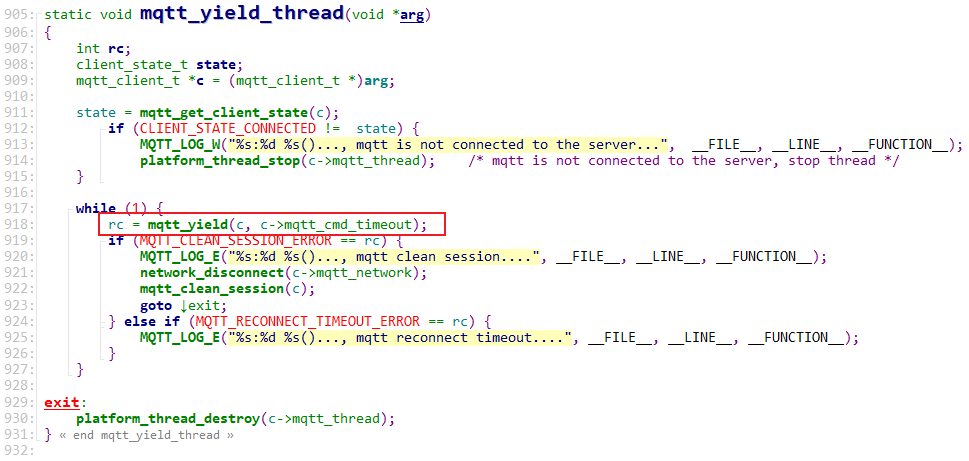 905: static void mqtt_yield_thread(void *arg)
906: {
907: int rc;
908: client_state_t state;
909: mqtt_client_t *c = (mqtt_client_t *)arg;
910:
911: state = mqtt_get_client_state(c);
912: if (CLIENT_STATE_CONNECTED != state) {
913: MQTT_LOG_W("%s:%d %s()..., mqtt is not connected to the server...", __FILE__, __LINE__, __FUNCTION__);
914: platform_thread_stop(c->mqtt_thread); /* mqtt is not connected to the server, stop thread */
915: }
916:
917: while (1) {
918: rc = mqtt_yield(c, c->mqtt_cmd_timeout);
919: if (MQTT_CLEAN_SESSION_ERROR == rc) {
920: MQTT_LOG_E("%s:%d %s()..., mqtt clean session....", __FILE__, __LINE__, __FUNCTION__);
921: network_disconnect(c->mqtt_network);
922: mqtt_clean_session(c);
923: goto ↓exit;
924: } else if (MQTT_RECONNECT_TIMEOUT_ERROR == rc) {
925: MQTT_LOG_E("%s:%d %s()..., mqtt reconnect timeout....", __FILE__, __LINE__, __FUNCTION__);
926: }
927: }
928:
929: exit:
930: platform_thread_destroy(c->mqtt_thread);
931: } « end mqtt_yield_thread »
932: